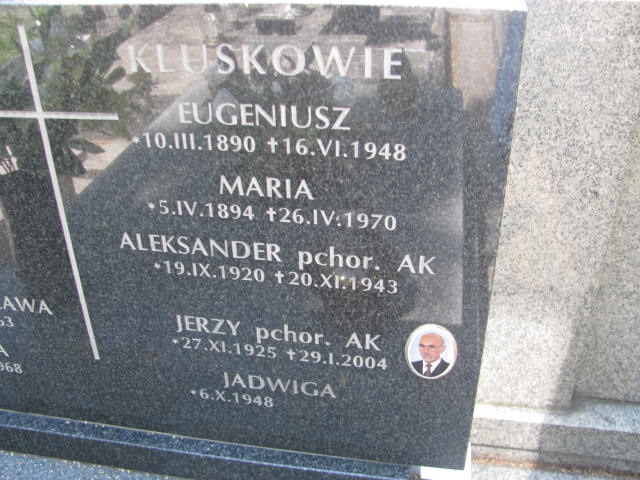 KLUSKOWIE
EUGENIUSZ
*10.III.1890 †16.VI.1948
MARIA
*5.IV.1894 †26.IV.1970
ALEKSANDER pchor. AK
*19.IX.1920 †20.XI.1943
JERZY pchor. AK
*27.XI.1925 †29.I.2004
JADWIGA
*6.X.1948